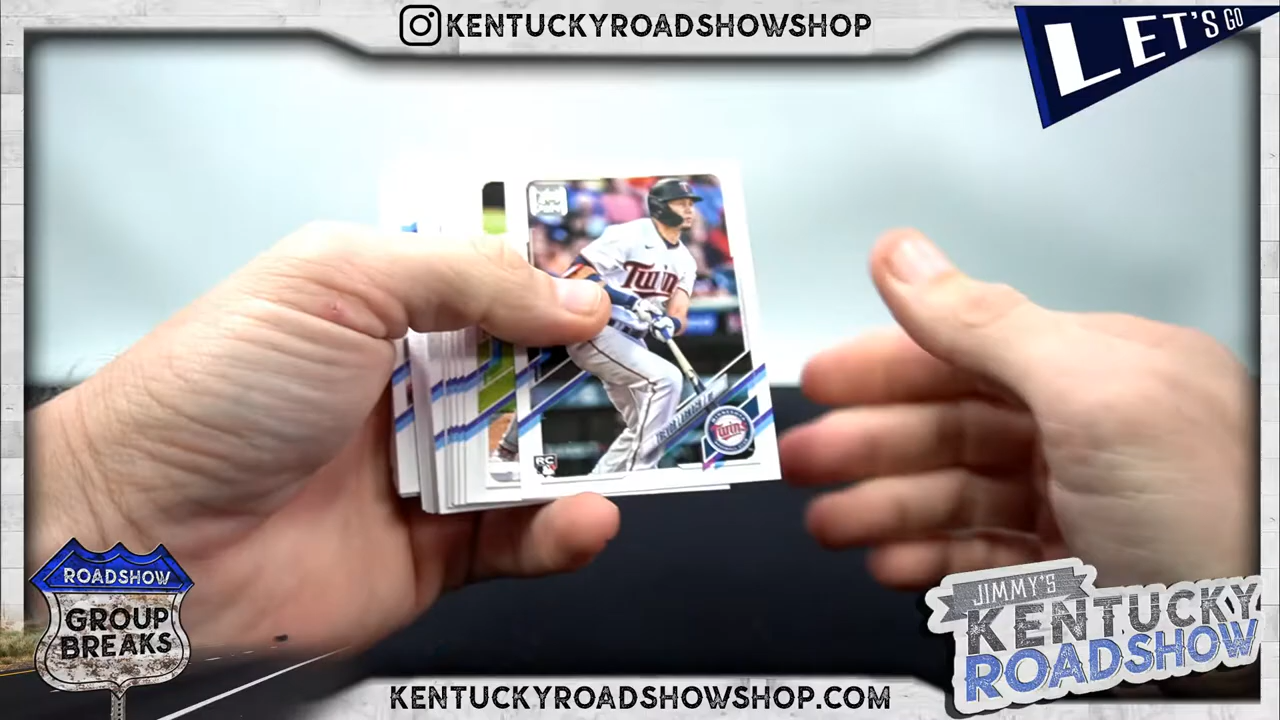 KENTUCKYROADSHOWSHOP
LET'S GO
Twins
Twins
RC
ROADSHOW
GROUP
BREAKS
JIMMY'S
KENTUCKY
ROADSHOW
KENTUCKYROADSHOWSHOP.COM